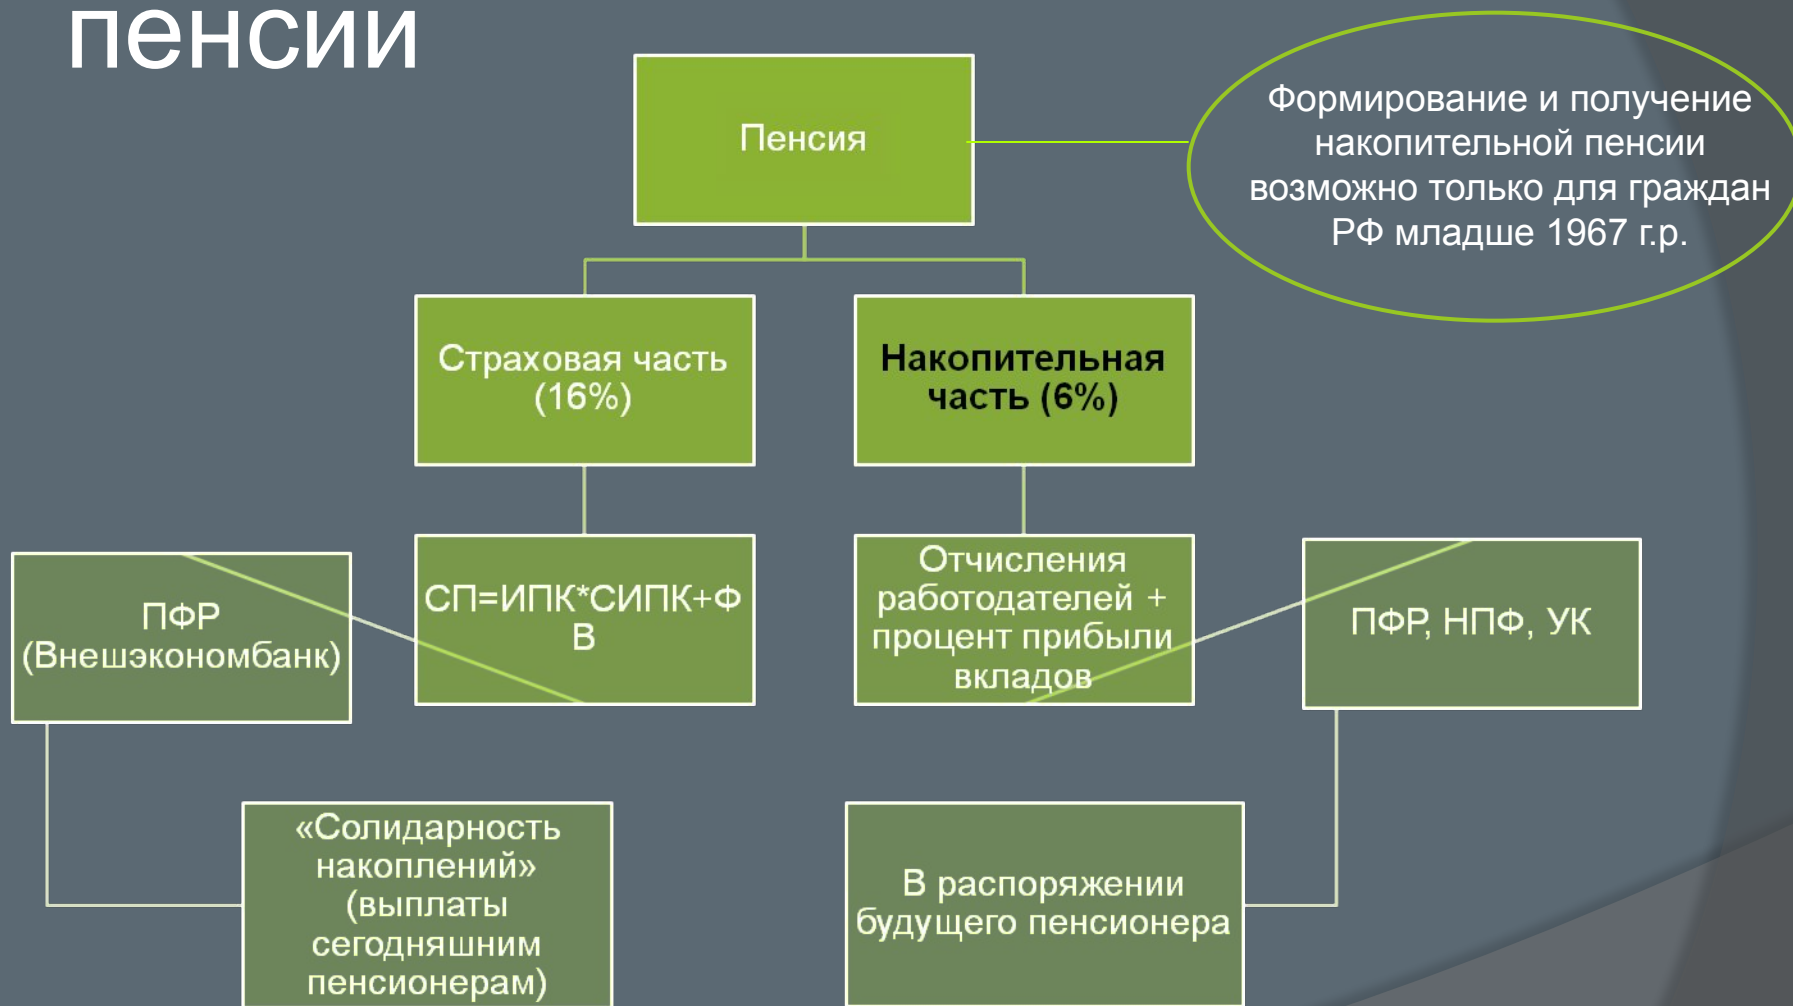 пенсии
Пенсия
Формирование и получение
накопительной пенсии
возможно только для граждан
РФ младше 1967 г.р.
Страховая часть
(16%)
Накопительная
часть (6%)
ПФР
(Внешэкономбанк)
СП=ИПК*СИПК+Ф
В
Отчисления
работодателей +
процент прибыли
вкладов
ПФР, НПФ, УК
«Солидарность
накоплений»
(выплаты
сегодняшним
пенсионерам)
В распоряжении
будущего пенсионера